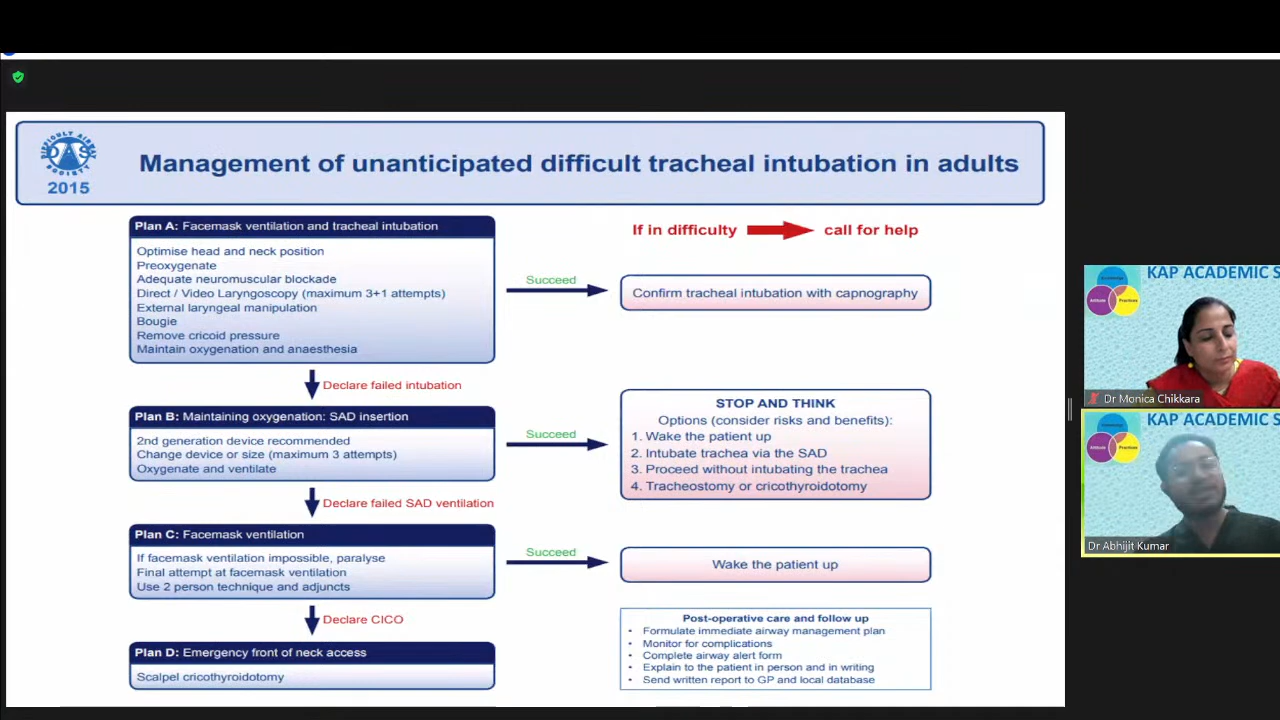 DIFFICULT AIRWAY
DAS
SOCIETY
2015
Management of unanticipated difficult tracheal intubation in adults
Plan A: Facemask ventilation and tracheal intubation
Optimise head and neck position
Preoxygenate
Adequate neuromuscular blockade
Direct / Video Laryngoscopy (maximum 3+1 attempts)
External laryngeal manipulation
Bougie
Remove cricoid pressure
Maintain oxygenation and anaesthesia
Succeed
If in difficulty call for help
Confirm tracheal intubation with capnography
Declare failed intubation
Plan B: Maintaining oxygenation: SAD insertion
2nd generation device recommended
Change device or size (maximum 3 attempts)
Oxygenate and ventilate
Succeed
STOP AND THINK
Options (consider risks and benefits):
1. Wake the patient up
2. Intubate trachea via the SAD
3. Proceed without intubating the trachea
4. Tracheostomy or cricothyroidotomy
Declare failed SAD ventilation
Plan C: Facemask ventilation
If facemask ventilation impossible, paralyse
Final attempt at facemask ventilation
Use 2 person technique and adjuncts
Succeed
Wake the patient up
Declare CICO
Plan D: Emergency front of neck access
Scalpel cricothyroidotomy
Post-operative care and follow up
• Formulate immediate airway management plan
• Monitor for complications
• Complete airway alert form
• Explain to the patient in person and in writing
• Send written report to GP and local database
KAP ACADEMIC S
Attitude
Practices
Dr Monica Chikkara
KAP ACADEMIC S
Attitude
Practices
Dr Abhijit Kumar